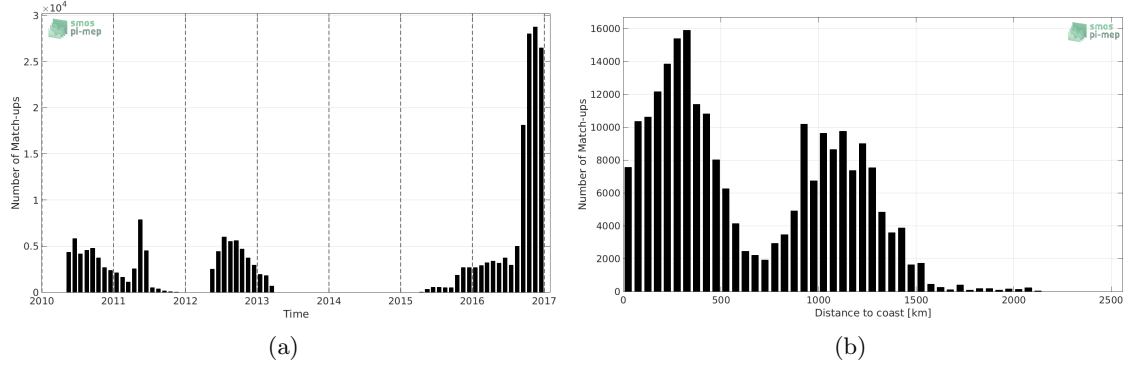 ×10^4
smos
pi-mep
3
2.5
2
1.5
1
0.5
0
Number of Match-ups
2010 2011 2012 2013 2014 2015 2016 2017
Time
(a)
smos
pi-mep
16000
14000
12000
10000
8000
6000
4000
2000
0
Number of Match-ups
0 500 1000 1500 2000 2500
Distance to coast [km]
(b)